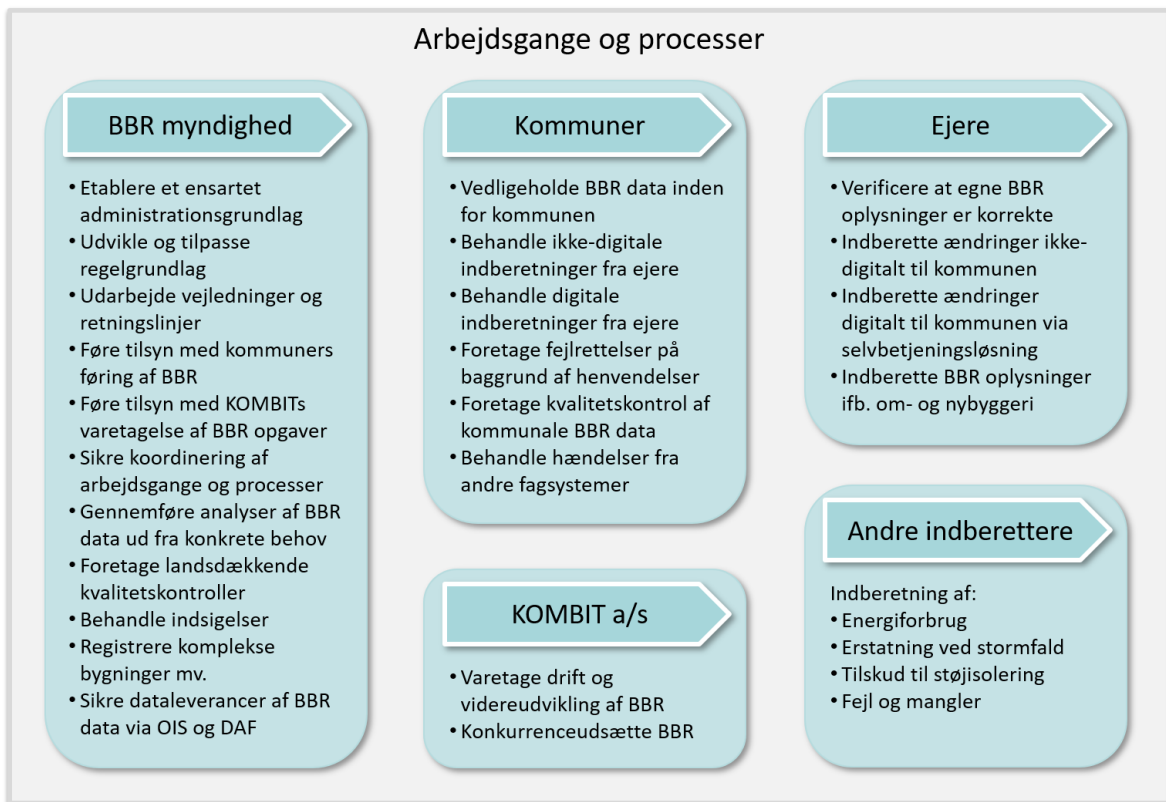 Arbejdsgange og processer
BBR myndighed
• Etablere et ensartet
administrationsgrundlag
• Udvikle og tilpasse
regelgrundlag
• Udarbejde vejledninger og
retningslinjer
• Føre tilsyn med kommuners
føring af BBR
• Føre tilsyn med KOMBITs
varetagelse af BBR opgaver
• Sikre koordinering af
arbejdsgange og processer
• Gennemføre analyser af BBR
data ud fra konkrete behov
• Foretage landsdækkende
kvalitetskontroller
• Behandle indsigelser
• Registrere komplekse
bygninger mv.
• Sikre dataleverancer af BBR
data via OIS og DAF
Kommuner
• Vedligeholde BBR data inden
for kommunen
• Behandle ikke-digitale
indberetninger fra ejere
• Behandle digitale
indberetninger fra ejere
• Foretage fejlrettelser på
baggrund af henvendelser
• Foretage kvalitetskontrol af
kommunale BBR data
• Behandle hændelser fra
andre fagsystemer
KOMBIT a/s
• Varetage drift og
videreudvikling af BBR
• Konkurrenceudsætte BBR
Ejere
• Verificere at egne BBR
oplysninger er korrekte
• Indberette ændringer ikke-
digitalt til kommunen
• Indberette ændringer
digitalt til kommunen via
selvbetjeningsløsning
• Indberette BBR oplysninger
ifb. om- og nybyggeri
Andre indberettere
Indberetning af:
• Energiforbrug
• Erstatning ved stormfald
• Tilskud til støjisolering
• Fejl og mangler